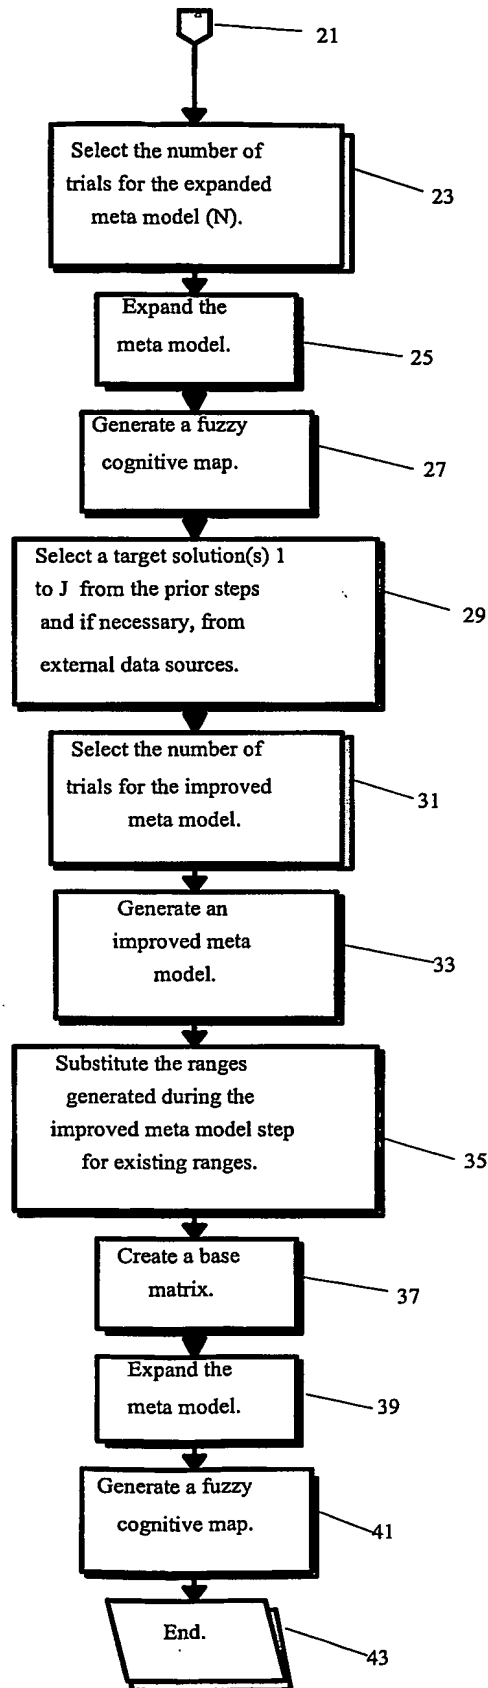 a
21
Select the number of
trials for the expanded
meta model (N).
23
Expand the
meta model.
25
Generate a fuzzy
cognitive map.
27
Select a target solution(s) 1
to J from the prior steps
and if necessary, from
external data sources.
29
Select the number of
trials for the improved
meta model.
31
Generate an
improved meta
model.
33
Substitute the ranges
generated during the
improved meta model step
for existing ranges.
35
Create a base
matrix.
37
Expand the
meta model.
39
Generate a fuzzy
cognitive map.
41
End.
43